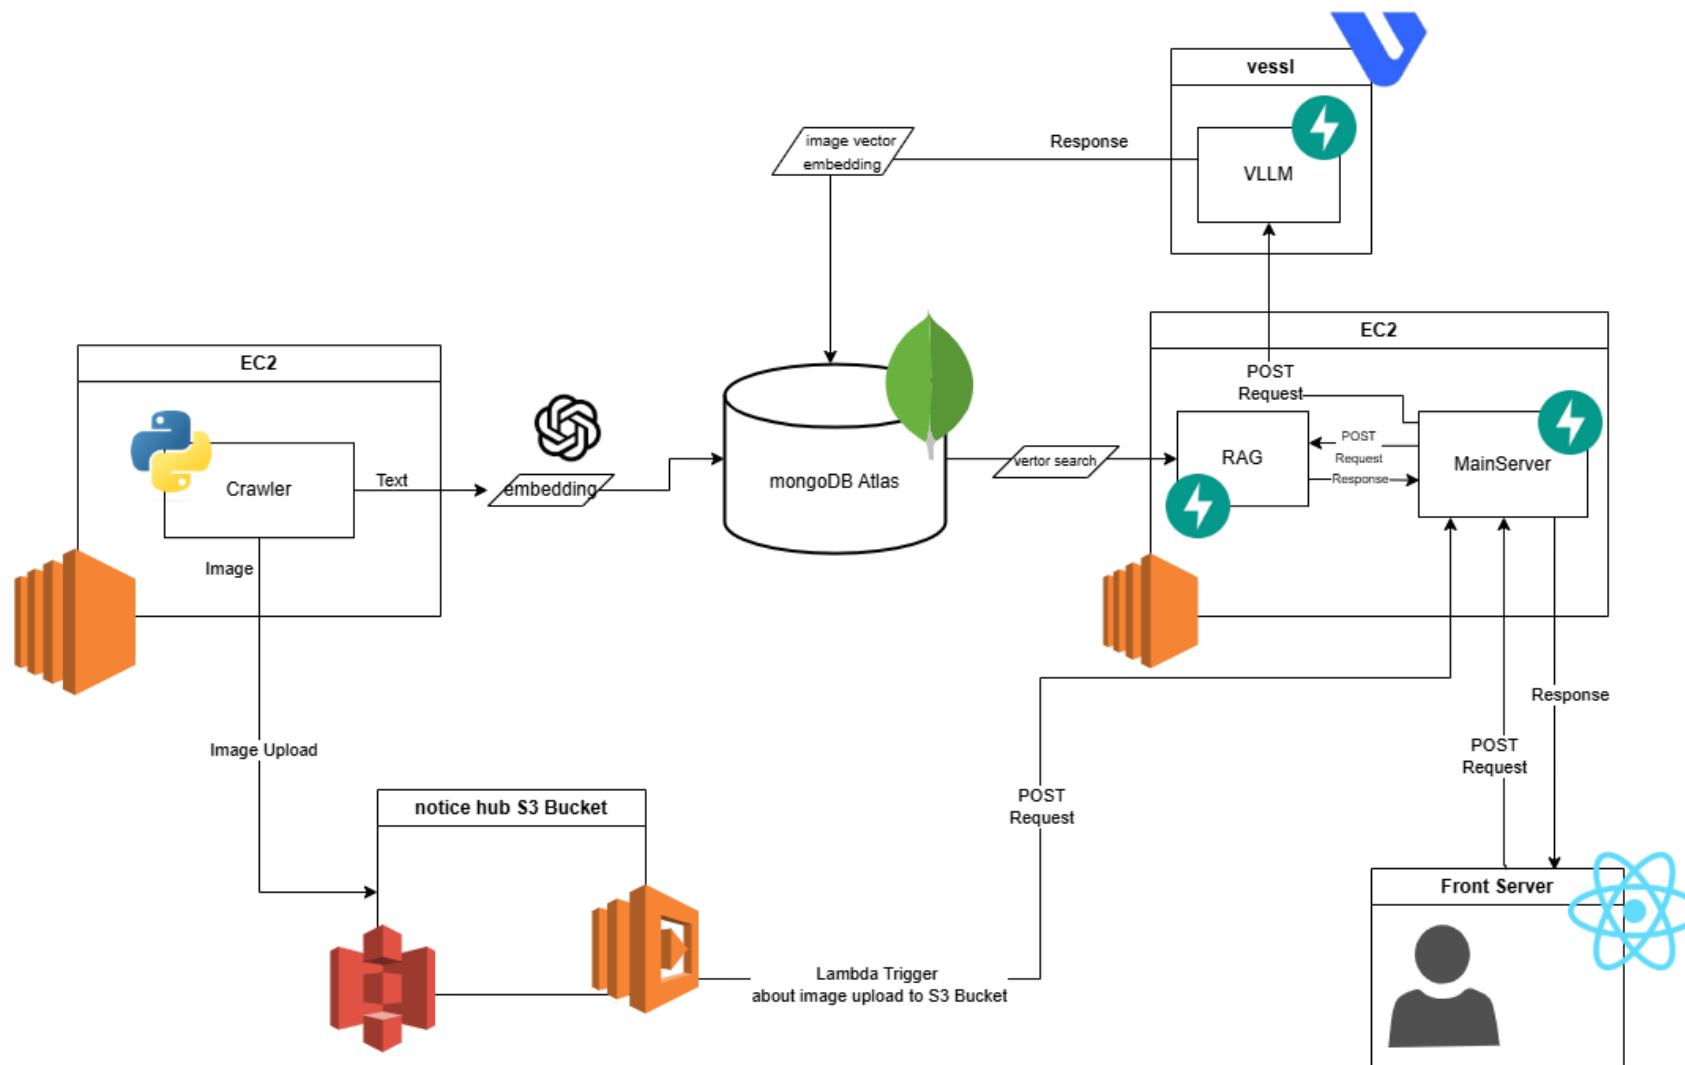 vessl
VLLM
Response
image vector
embedding
EC2
Crawler
Text
embedding
Image
Image Upload
mongoDB Atlas
vertor search
EC2
POST
Request
RAG
POST
Request
Response
MainServer
notice hub S3 Bucket
Lambda Trigger
about image upload to S3 Bucket
POST
Request
POST
Request
Response
Front Server